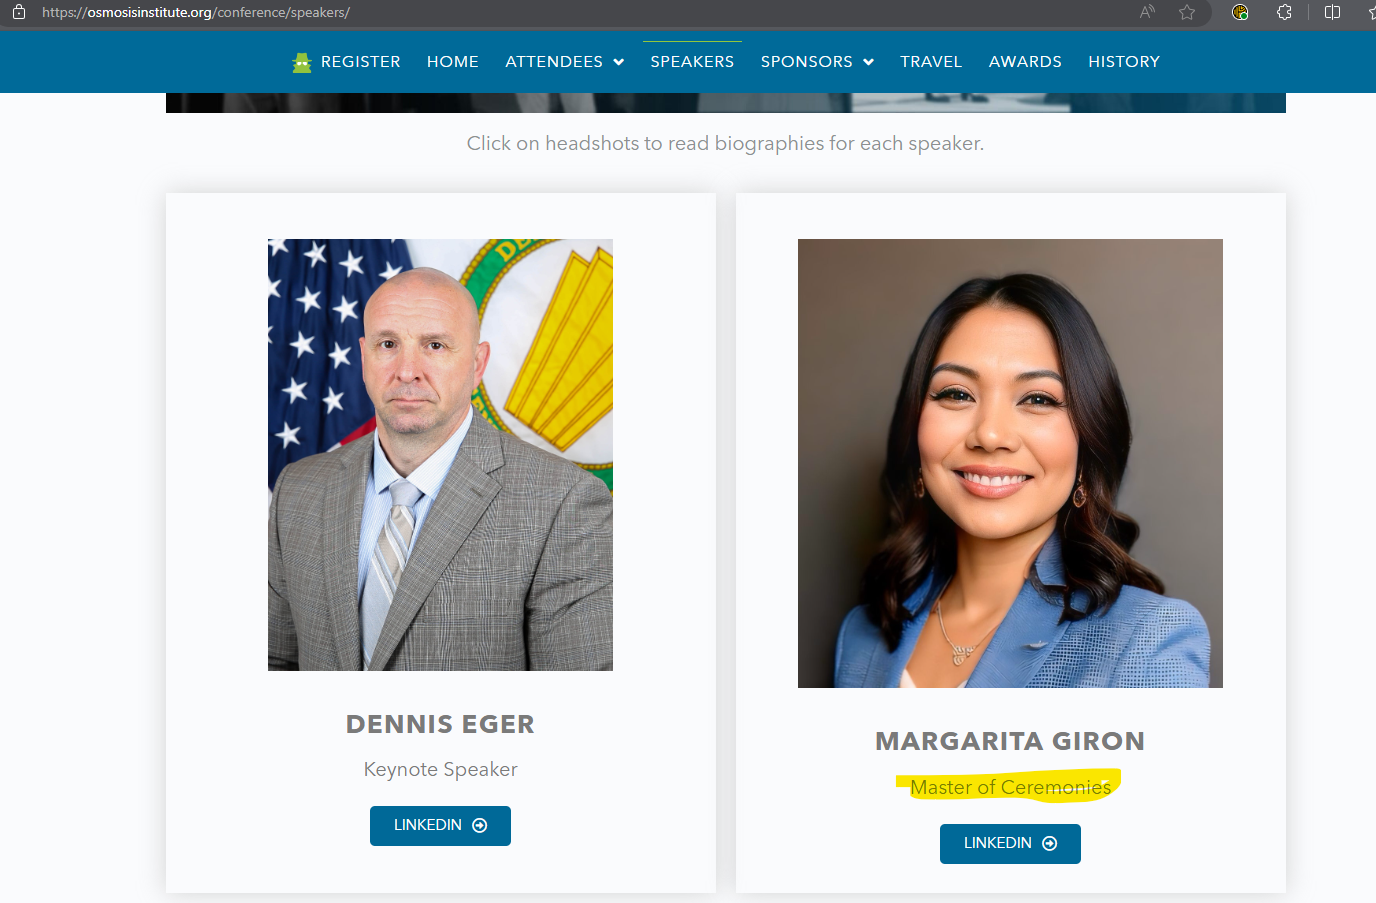 https://osmosisinstitute.org/conference/speakers/
REGISTER HOME ATTENDEES SPEAKERS SPONSORS TRAVEL AWARDS HISTORY
Click on headshots to read biographies for each speaker.
DENNIS EGER
Keynote Speaker
LINKEDIN
MARGARITA GIRON
Master of Ceremonies
LINKEDIN